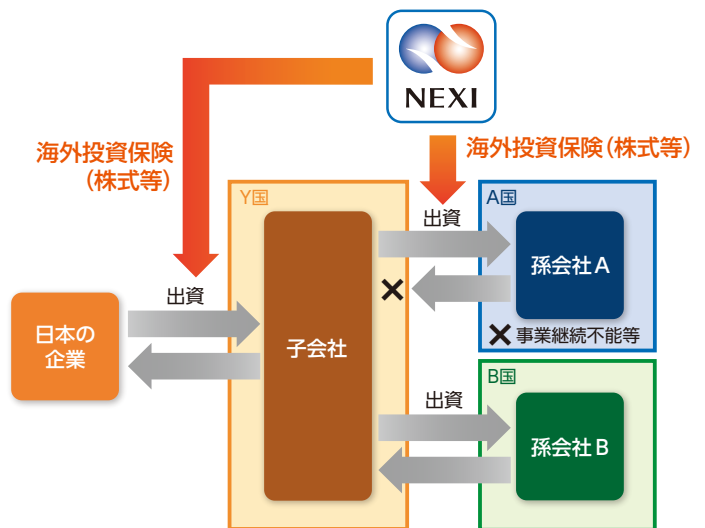 NEXI
海外投資保険
(株式等)
海外投資保険(株式等)
Y国
出資
A国
孫会社A
出資
日本の
企業
子会社
× 
× 事業継続不能等
B国
出資
孫会社B